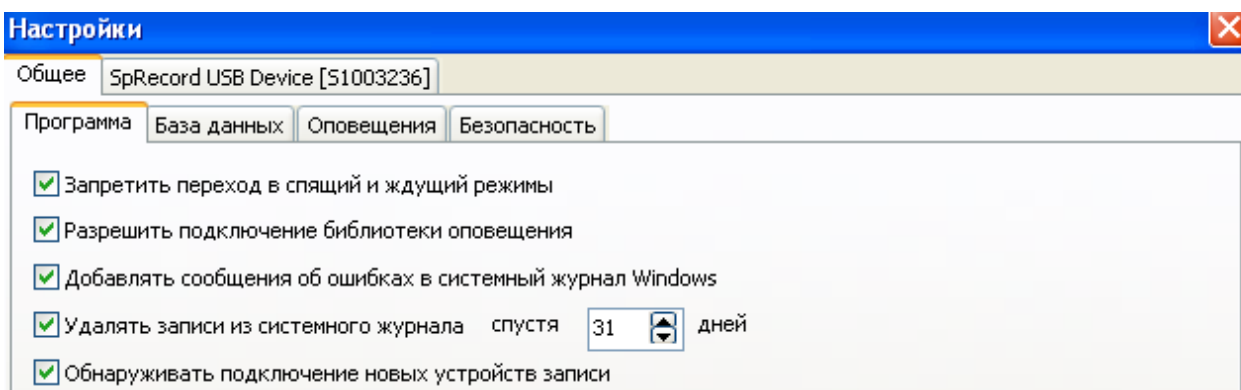 Настройки
Общее SpRecord USB Device [S1003236]
Программа База данных Оповещения Безопасность
Запретить переход в спящий и ждущий режимы
Разрешить подключение библиотеки оповещения
Добавлять сообщения об ошибках в системный журнал Windows
Удалять записи из системного журнала спустя 31 дней
Обнаруживать подключение новых устройств записи